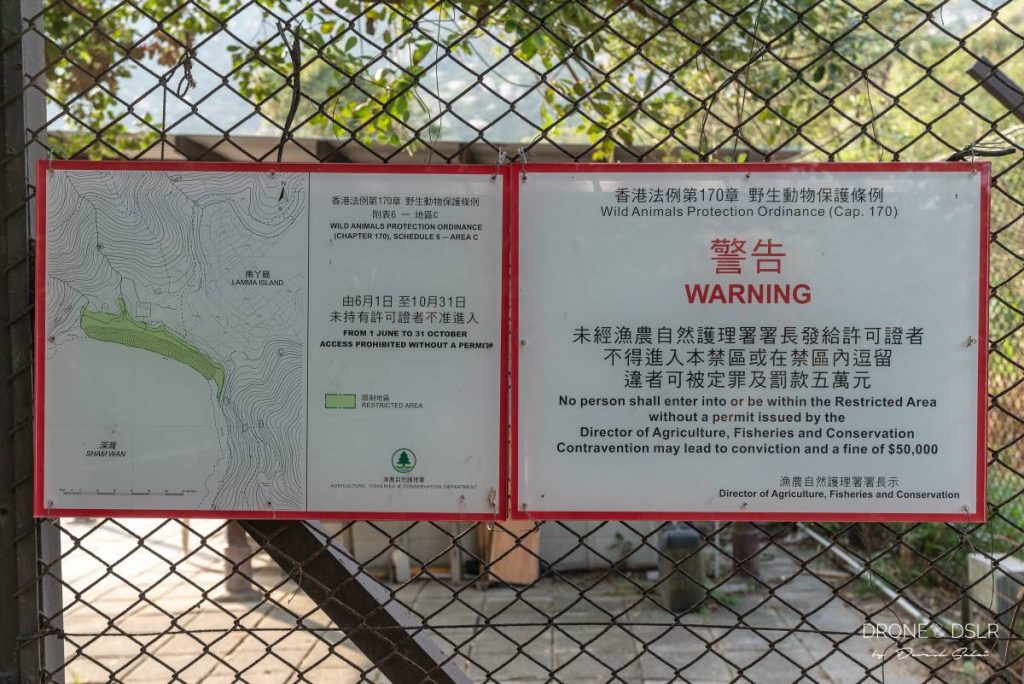 N
南丫島
LAMMA ISLAND
深灣
SHAM WAN
香港法例第170章 野生動物保護條例
附表6 — 地區C
WILD ANIMALS PROTECTION ORDINANCE
(CHAPTER 170), SCHEDULE 6 — AREA C
由6月1日 至10月31日
未持有許可證者不准進入
FROM 1 JUNE TO 31 OCTOBER
ACCESS PROHIBITED WITHOUT A PERMIT
限制地區
RESTRICTED AREA
漁農自然護理署
AGRICULTURE, FISHERIES & CONSERVATION DEPARTMENT
1
香港法例第170章 野生動物保護條例
Wild Animals Protection Ordinance (Cap. 170)
警告
WARNING
未經漁農自然護理署署長發給許可證者
不得進入本禁區或在禁區內逗留
違者可被定罪及罰款五萬元
No person shall enter into or be within the Restricted Area
without a permit issued by the
Director of Agriculture, Fisheries and Conservation
Contravention may lead to conviction and a fine of $50,000
漁農自然護理署署長示
Director of Agriculture, Fisheries and Conservation
DRONE & DSLR